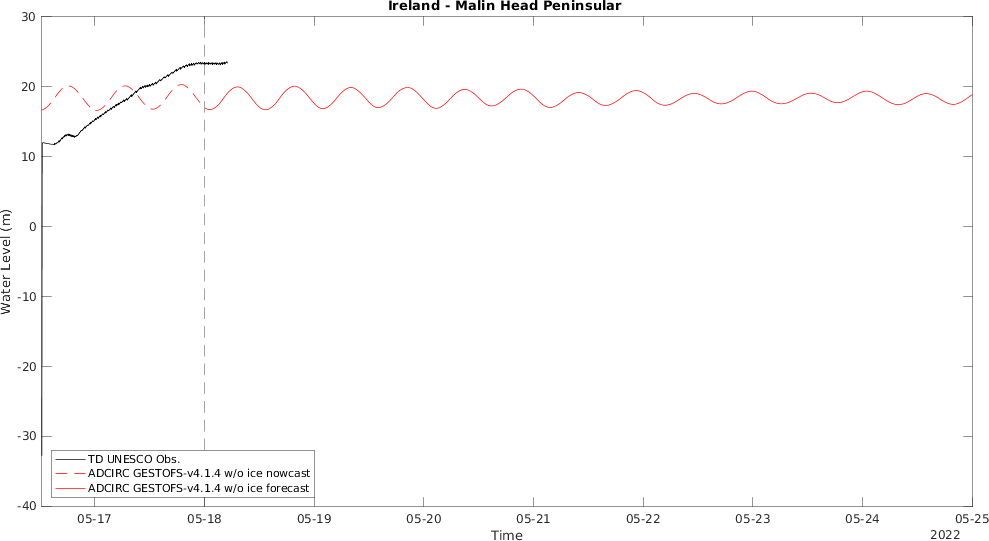 Ireland - Malin Head Peninsular
30
20
10
0
-10
-20
-30
-40
Water Level (m)
TD UNESCO Obs.
ADCIRC GESTOFS-v4.1.4 w/o ice nowcast
ADCIRC GESTOFS-v4.1.4 w/o ice forecast
05-17 05-18 05-19 05-20 05-21 05-22 05-23 05-24 05-25
Time
2022